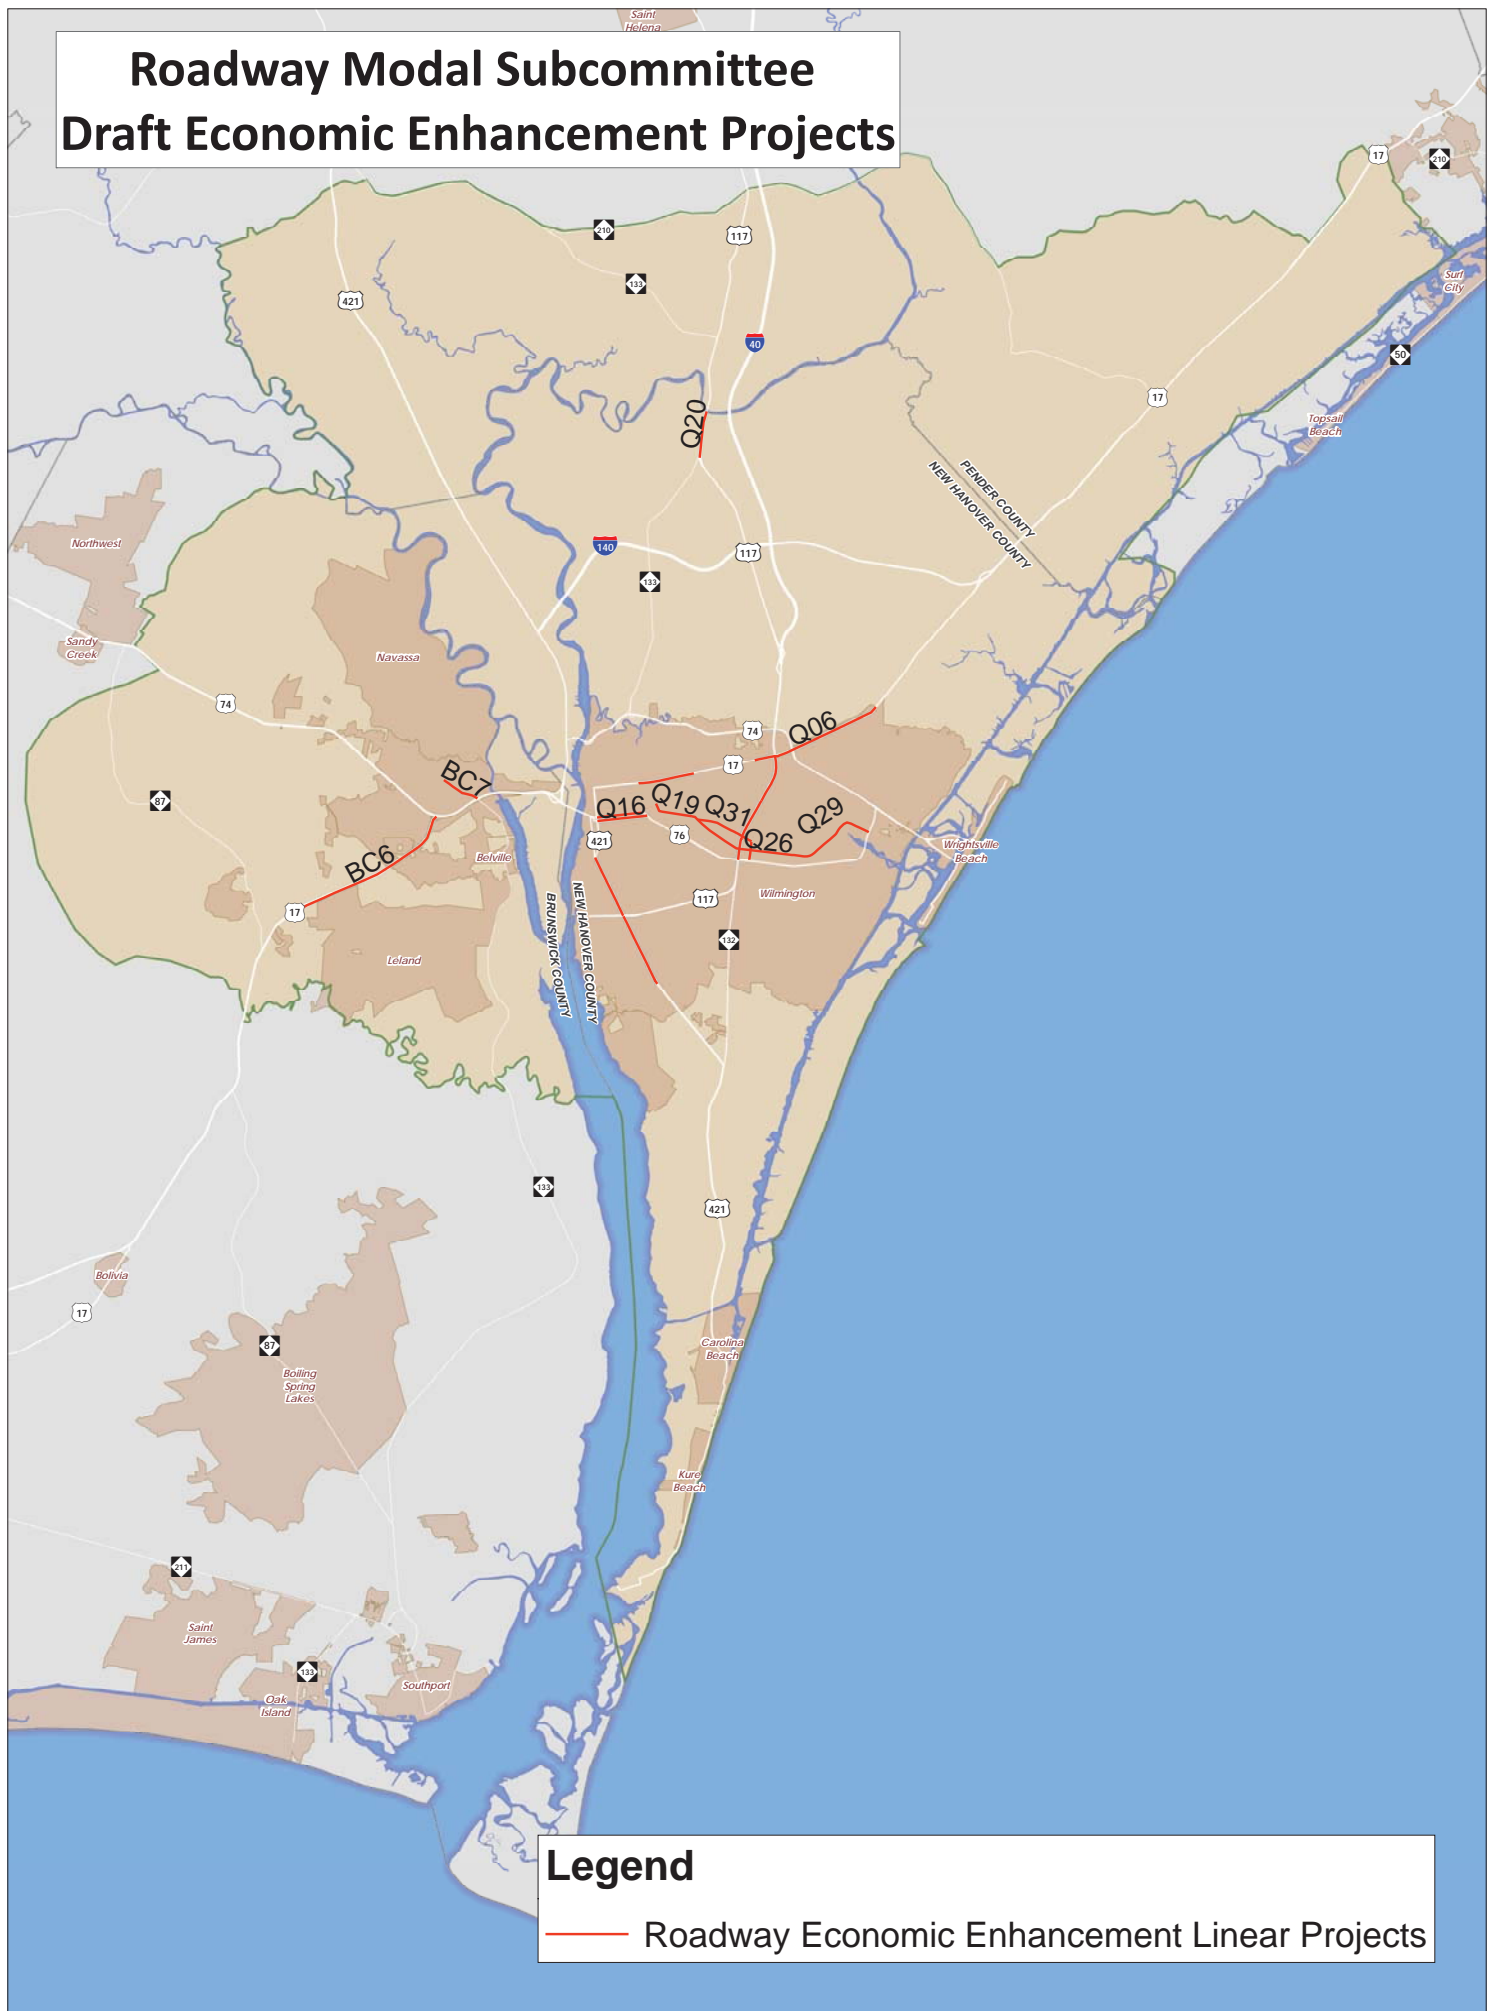 Saint
Helena
Roadway Modal Subcommittee
Draft Economic Enhancement Projects
17
210
210
117
133
421
Surf
City
40
50
17
Q20
Topsail
Beach
PENDER COUNTY
NEW HANOVER COUNTY
Northwest
140
117
133
Sandy
Creek
Navassa
74
Q06
74
17
BC7
87
Q16
Q19
Q31
Q29
421
76
Q26
Wrightsville
Beach
BC6
Belville
117
Wilmington
17
BRUNSWICK COUNTY
NEW HANOVER COUNTY
132
Leland
133
421
Bolivia
17
87
Carolina
Beach
Boiling
Spring
Lakes
Kure
Beach
211
Saint
James
133
Southport
Oak
Island
Legend
Roadway Economic Enhancement Linear Projects